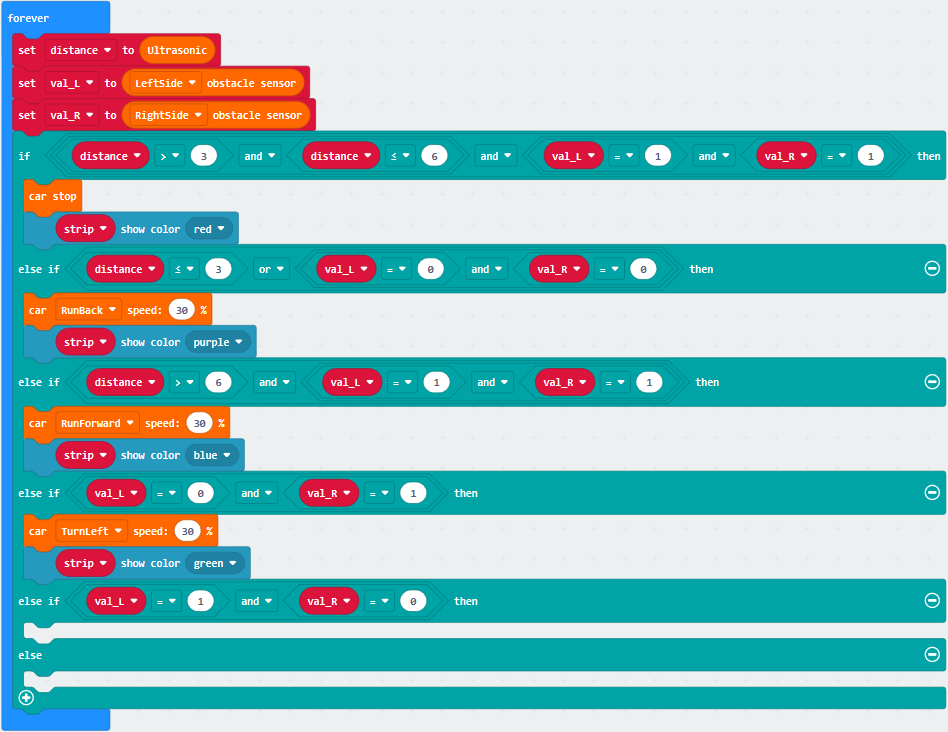 forever
set distance to Ultrasonic
set val_L to LeftSide obstacle sensor
set val_R to RightSide obstacle sensor
if distance > 3 and distance ≤ 6 and val_L = 1 and val_R = 1 then
car stop
strip show color red
else if distance ≤ 3 or val_L = 0 and val_R = 0 then
car RunBack speed: 30 %
strip show color purple
else if distance > 6 and val_L = 1 and val_R = 1 then
car RunForward speed: 30 %
strip show color blue
else if val_L = 0 and val_R = 1 then
car TurnLeft speed: 30 %
strip show color green
else if val_L = 1 and val_R = 0 then
else